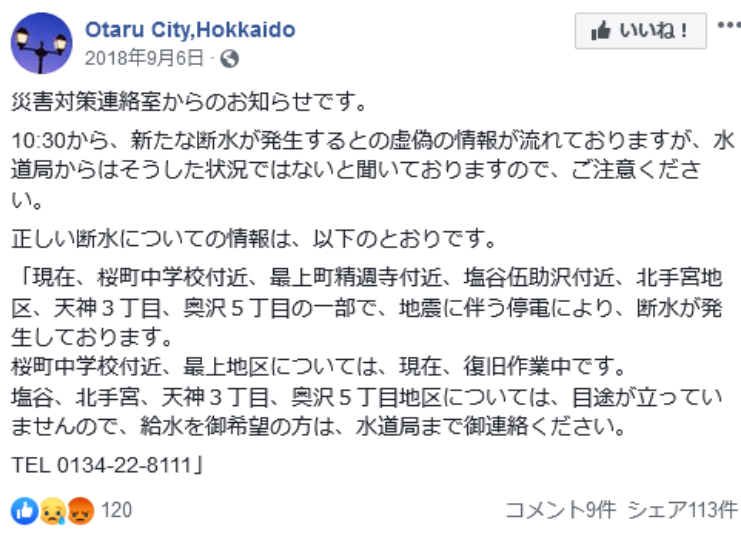 Otaru City,Hokkaido
いいね！
2018年9月6日
災害対策連絡室からのお知らせです。
10:30から、新たな断水が発生するとの虚偽の情報が流れておりますが、水
道局からはそうした状況ではないと聞いておりますので、ご注意くださ
い。
正しい断水についての情報は、以下のとおりです。
「現在、桜町中学校付近、最上町精週寺付近、塩谷伍助沢付近、北手宮地
区、天神３丁目、奥沢５丁目の一部で、地震に伴う停電により、断水が発
生しております。
桜町中学校付近、最上地区については、現在、復旧作業中です。
塩谷、北手宮、天神３丁目、奥沢５丁目地区については、目途が立ってい
ませんので、給水を御希望の方は、水道局まで御連絡ください。
TEL 0134-22-8111」
120
コメント9件 シェア113件